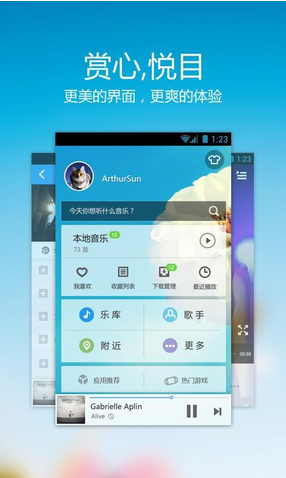 赏心,悦目
更美的界面，更爽的体验
1:23
1:23
ArthurSun
今天你想听什么音乐？
本地音乐 12
73 首
12
我喜欢 收藏列表 下载管理 最近播放
乐库 歌手
00:08
附近 更多
应用推荐 热门游戏
Gabrielle Aplin
Alive